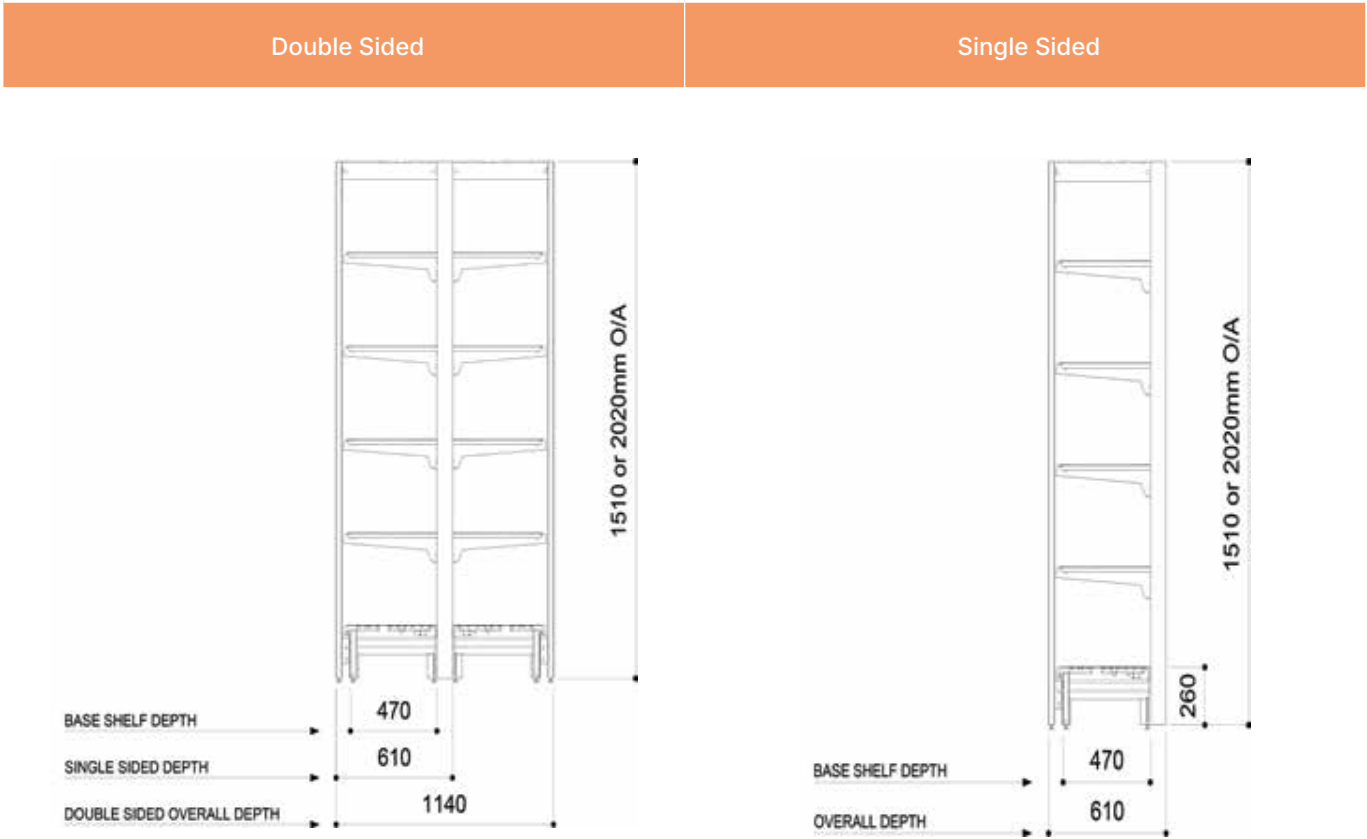 Double Sided
Single Sided
1510 or 2020mm O/A
BASE SHELF DEPTH
470
SINGLE SIDED DEPTH
610
DOUBLE SIDED OVERALL DEPTH
1140
1510 or 2020mm O/A
260
BASE SHELF DEPTH
470
OVERALL DEPTH
610